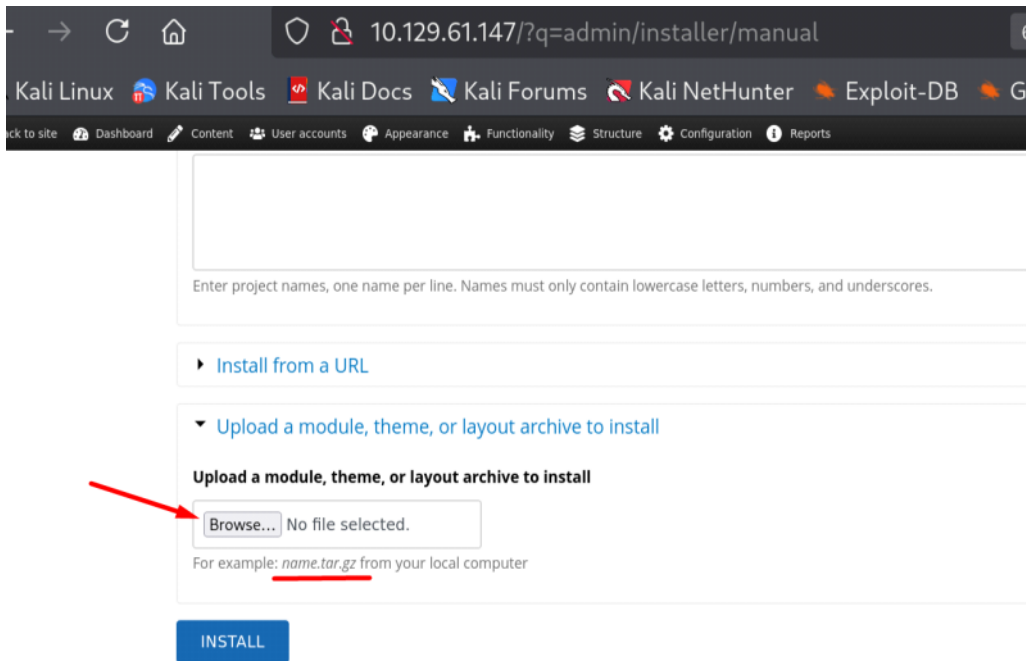 10.129.61.147/?q=admin/installer/manual
Kali Linux Kali Tools Kali Docs Kali Forums Kali NetHunter Exploit-DB G
ack to site Dashboard Content User accounts Appearance Functionality Structure Configuration Reports
Enter project names, one name per line. Names must only contain lowercase letters, numbers, and underscores.
Install from a URL
Upload a module, theme, or layout archive to install
Upload a module, theme, or layout archive to install
Browse... No file selected.
For example: name.tar.gz from your local computer
INSTALL